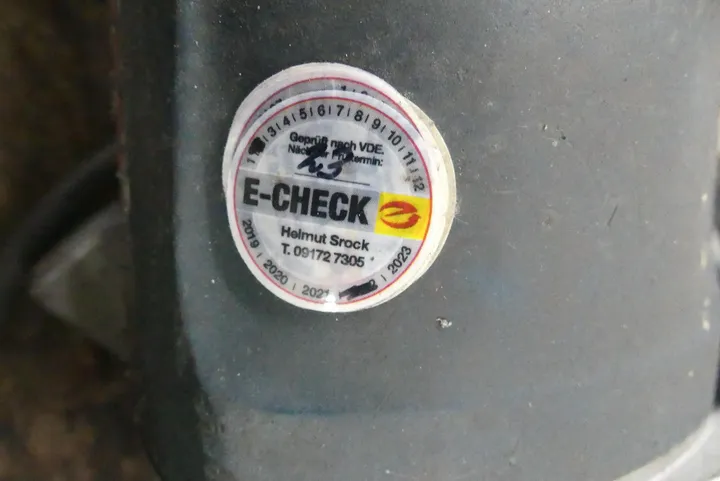 1 3 | 4 | 5 | 6 | 7 | 8 | 9 | 10 | 11 | 12
Geprüft nach VDE.
23
E-CHECK
Helmut Srock
T. 09172 7305
2019 | 2020 | 2021 2023